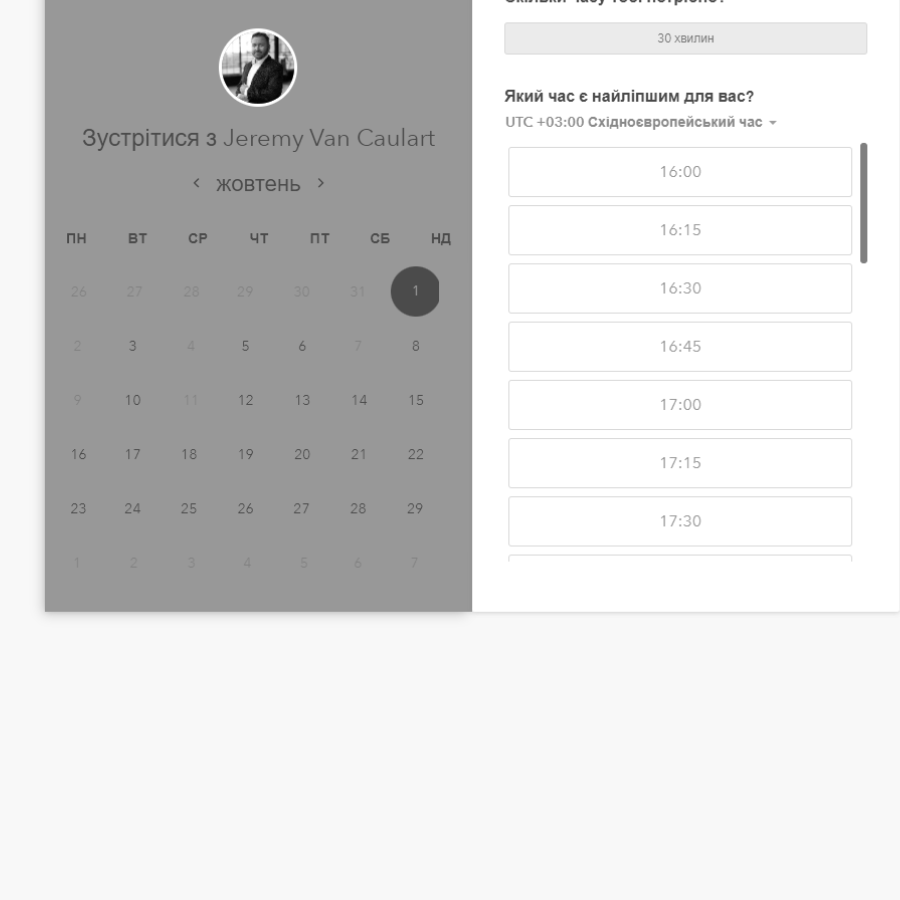 Зустрітися з Jeremy Van Caulart
жовтень
ПН ВТ СР ЧТ ПТ СБ НД
26 27 28 29 30 31 1
2 3 4 5 6 7 8
9 10 11 12 13 14 15
16 17 18 19 20 21 22
23 24 25 26 27 28 29
1 2 3 4 5 6 7
Скільки часу тобі потрібно?
30 хвилин
Який час є найліпшим для вас?
UTC +03:00 Східноєвропейський час
16:00
16:15
16:30
16:45
17:00
17:15
17:30